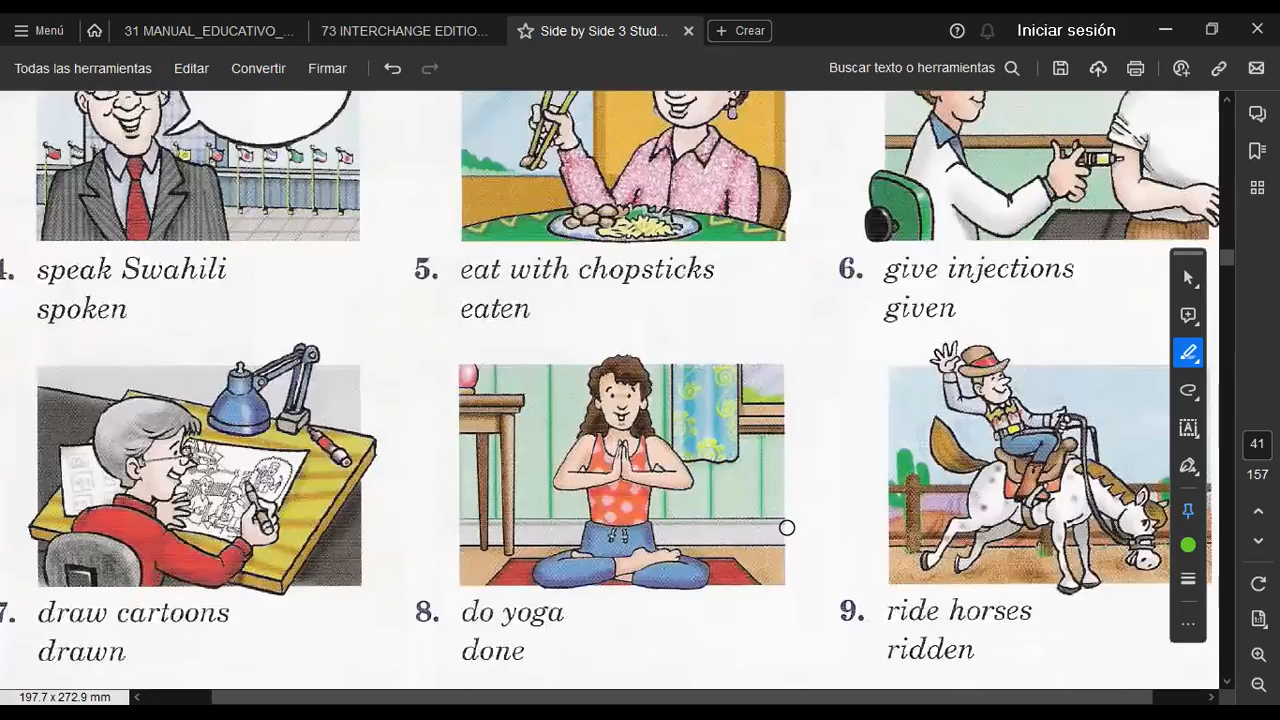 Menú
31 MANUAL_EDUCATIVO_...
73 INTERCHANGE EDITIO...
Side by Side 3 Stud...
Crear
Iniciar sesión
Todas las herramientas
Editar
Convertir
Firmar
Buscar texto o herramientas
4. speak Swahili
spoken
5. eat with chopsticks
eaten
6. give injections
given
7. draw cartoons
drawn
8. do yoga
done
9. ride horses
ridden
41
157
197.7 x 272.9 mm